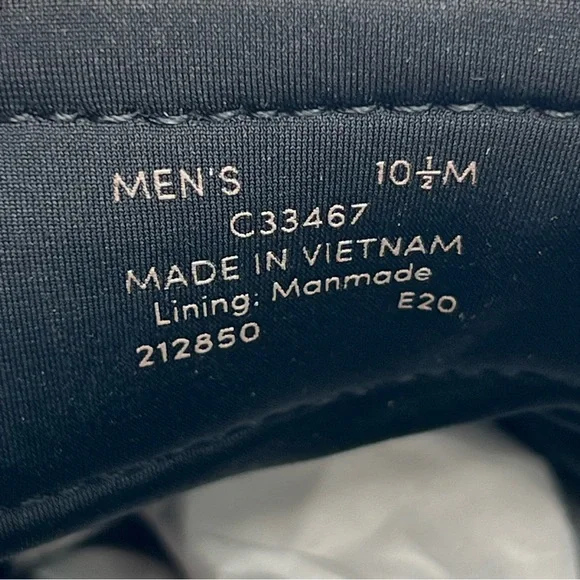 MEN'S 10½M
C33467
MADE IN VIETNAM
Lining: Manmade
212850 E20